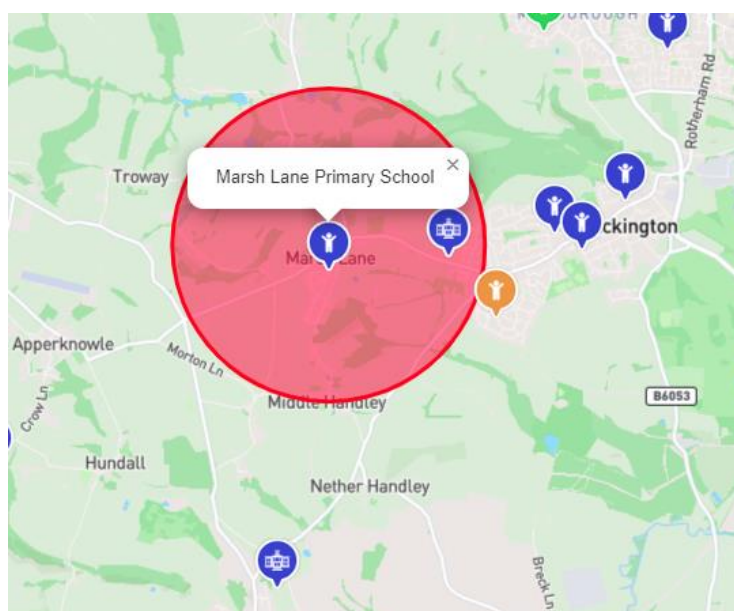 Rotherham Rd
Troway
Marsh Lane Primary School
×
ckington
Apperknowle
Morton Ln
Crow Ln
Middle Handley
B6053
Hundall
Nether Handley
Breck Ln